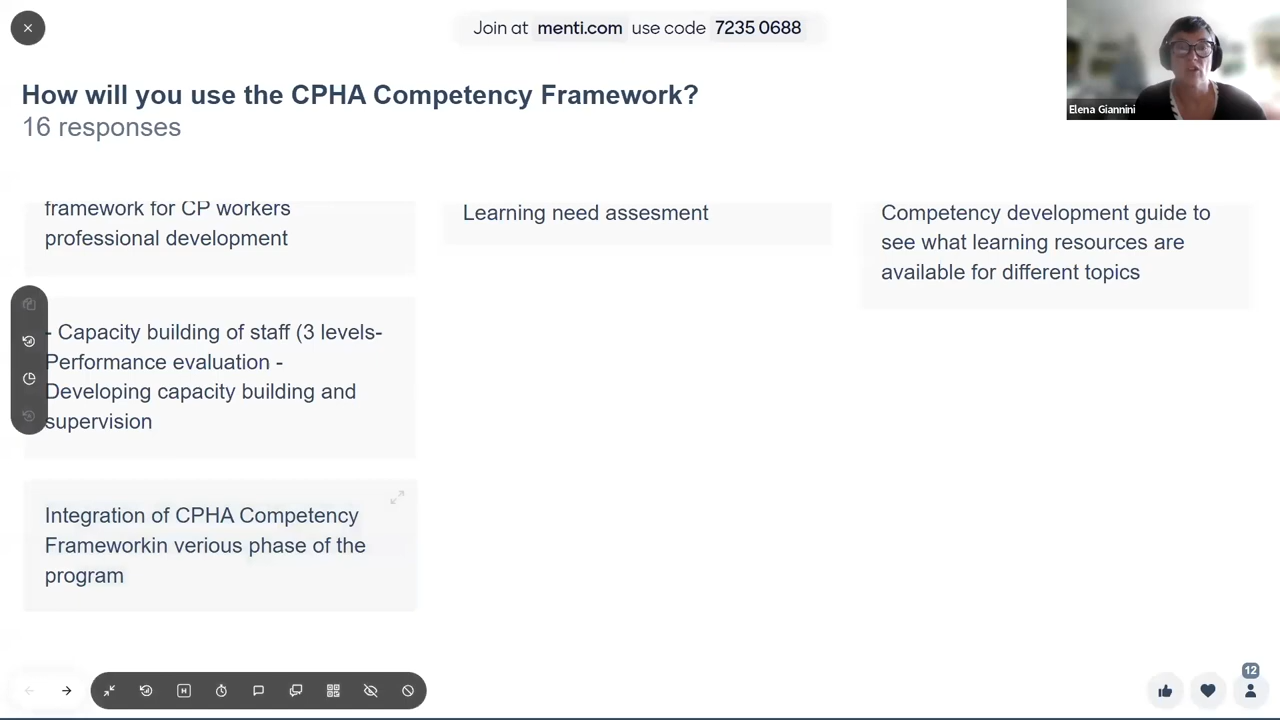 Join at menti.com use code 7235 0688
How will you use the CPHA Competency Framework?
16 responses
Elena Giannini
framework for CP workers
professional development
- Capacity building of staff (3 levels-
Performance evaluation -
Developing capacity building and
supervision
Integration of CPHA Competency
Frameworkin verious phase of the
program
Learning need assesment
Competency development guide to
see what learning resources are
available for different topics
H
12